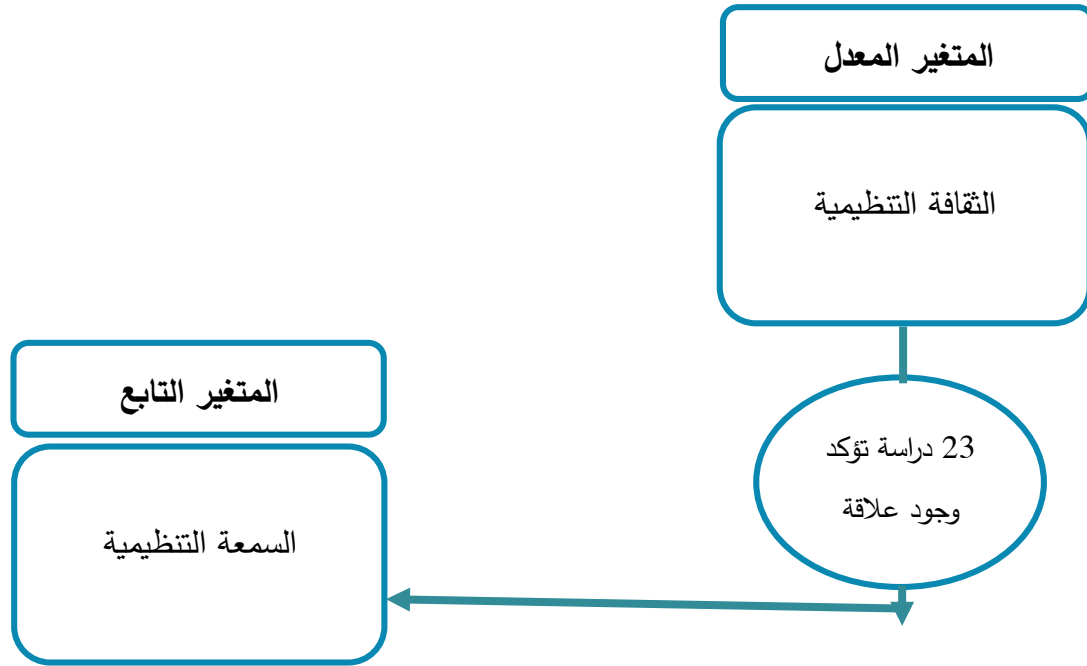 المتغير المعدل
الثقافة التنظيمية
المتغير التابع
23 دراسة تؤكد
وجود علاقة
السمعة التنظيمية